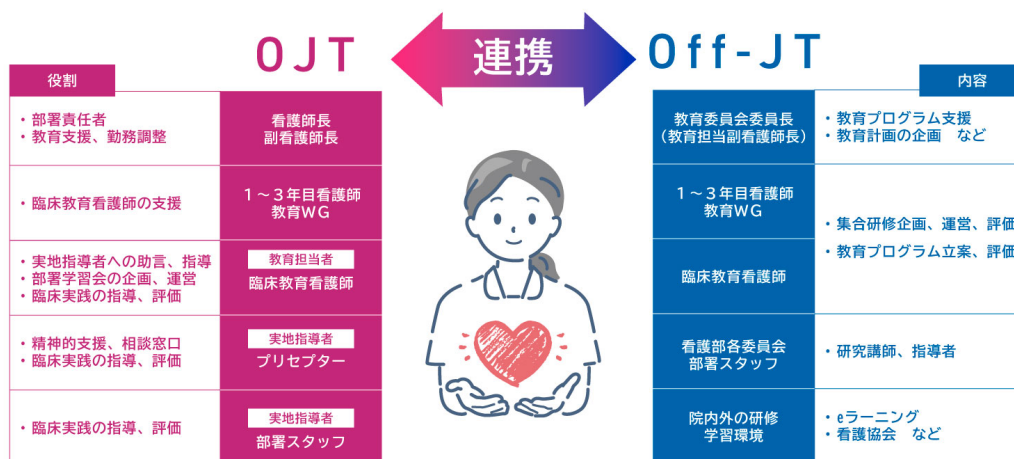 OJT
連携
Off-JT
役割
・部署責任者
・教育支援、勤務調整
看護師長
副看護師長
・臨床教育看護師の支援
1～3年目看護師
教育WG
・実地指導者への助言、指導
・部署学習会の企画、運営
・臨床実践の指導、評価
教育担当者
臨床教育看護師
・精神的支援、相談窓口
・臨床実践の指導、評価
実地指導者
プリセプター
・臨床実践の指導、評価
実地指導者
部署スタッフ
内容
教育委員会委員長
(教育担当副看護師長)
・教育プログラム支援
・教育計画の企画　など
1～3年目看護師
教育WG
・集合研修企画、運営、評価
・教育プログラム立案、評価
臨床教育看護師
看護部各委員会
部署スタッフ
・研究講師、指導者
院内外の研修
学習環境
・eラーニング
・看護協会　など